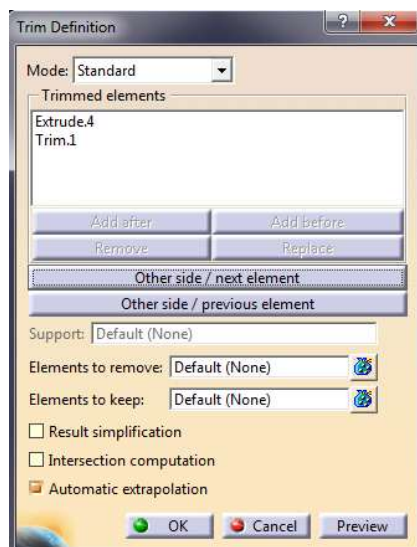 Trim Definition
?
Mode: Standard
Trimmed elements
Extrude.4
Trim.1
Add after Add before
Remove Replace
Other side / next element
Other side / previous element
Support: Default (None)
Elements to remove: Default (None)
Elements to keep: Default (None)
Result simplification
Intersection computation
Automatic extrapolation
OK Cancel Preview